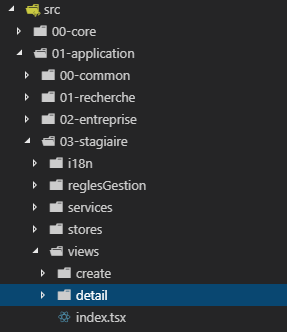 src
00-core
01-application
00-common
01-recherche
02-entreprise
03-stagiaire
i18n
reglesGestion
services
stores
views
create
detail
index.tsx